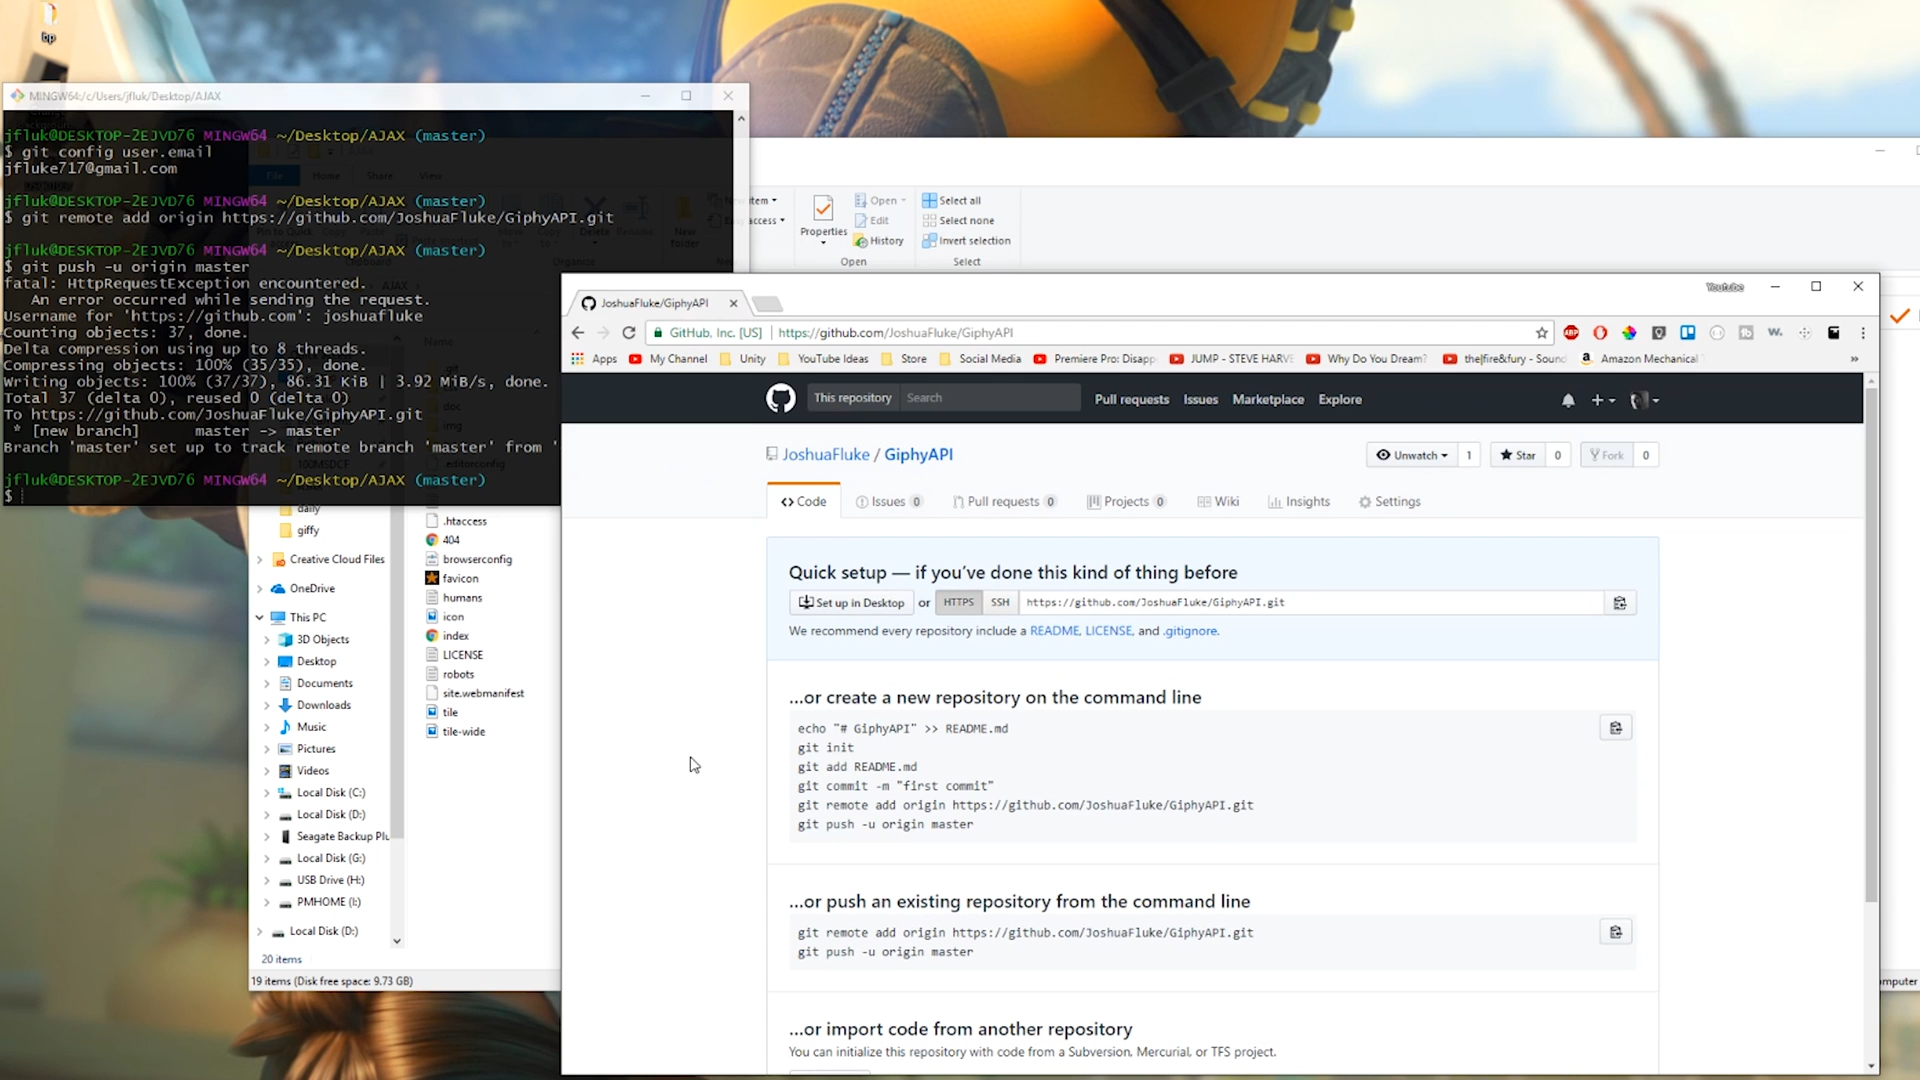 bp
MINGW64:/c/Users/jfluk/Desktop/AJAX
jfluk@DESKTOP-2EJVD76 MINGW64 ~/Desktop/AJAX (master)
$ git config user.email
jfluke717@gmail.com
jfluk@DESKTOP-2EJVD76 MINGW64 ~/Desktop/AJAX (master)
$ git remote add origin https://github.com/JoshuaFluke/GiphyAPI.git
jfluk@DESKTOP-2EJVD76 MINGW64 ~/Desktop/AJAX (master)
$ git push -u origin master
fatal: HttpRequestException encountered.
An error occurred while sending the request.
Username for 'https://github.com': joshuafluke
Counting objects: 37, done.
Delta compression using up to 8 threads.
Compressing objects: 100% (35/35), done.
Writing objects: 100% (37/37), 86.31 KiB | 3.92 MiB/s, done.
Total 37 (delta 0), reused 0 (delta 0)
To https://github.com/JoshuaFluke/GiphyAPI.git
* [new branch] master -> master
Branch 'master' set up to track remote branch 'master' from '
jfluk@DESKTOP-2EJVD76 MINGW64 ~/Desktop/AJAX (master)
$
File Home Share View
Properties
Open
Edit
History
Open
Select all
Select none
Invert selection
Select
daily
giffy
Creative Cloud Files
OneDrive
This PC
3D Objects
Desktop
Documents
Downloads
Music
Pictures
Videos
Local Disk (C:)
Local Disk (D:)
Seagate Backup Plu
Local Disk (G:)
USB Drive (H:)
PMHOME (I:)
Local Disk (D:)
20 items
19 items (Disk free space: 9.73 GB)
.htaccess
404
browserconfig
favicon
humans
icon
index
LICENSE
robots
site.webmanifest
tile
tile-wide
JoshuaFluke/GiphyAPI
Youtube
GitHub, Inc. [US] | https://github.com/JoshuaFluke/GiphyAPI
Apps My Channel Unity YouTube Ideas Store Social Media Premiere Pro: Disapp JUMP - STEVE HARVE Why Do You Dream? the|fire&fury - Soun Amazon Mechanical
This repository Search Pull requests Issues Marketplace Explore
JoshuaFluke / GiphyAPI
Unwatch 1 Star 0 Fork 0
Code Issues 0 Pull requests 0 Projects 0 Wiki Insights Settings
Quick setup — if you've done this kind of thing before
Set up in Desktop or HTTPS SSH https://github.com/JoshuaFluke/GiphyAPI.git
We recommend every repository include a README, LICENSE, and .gitignore.
...or create a new repository on the command line
echo "# GiphyAPI" >> README.md
git init
git add README.md
git commit -m "first commit"
git remote add origin https://github.com/JoshuaFluke/GiphyAPI.git
git push -u origin master
...or push an existing repository from the command line
git remote add origin https://github.com/JoshuaFluke/GiphyAPI.git
git push -u origin master
...or import code from another repository
You can initialize this repository with code from a Subversion, Mercurial, or TFS project.